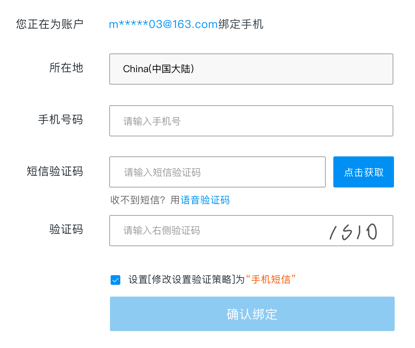 您正在为账户 m*****03@163.com绑定手机
所在地 China(中国大陆)
手机号码 请输入手机号
短信验证码 请输入短信验证码 点击获取
收不到短信？用语音验证码
验证码 请输入右侧验证码 1S10
设置[修改设置验证策略]为“手机短信”
确认绑定